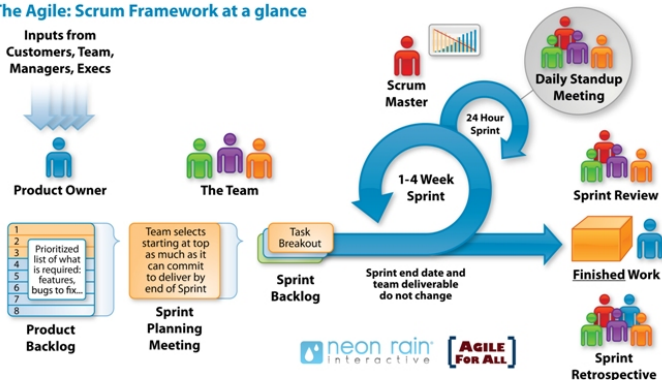 The Agile: Scrum Framework at a glance
Inputs from
Customers, Team,
Managers, Execs
Product Owner
The Team
Scrum
Master
Daily Standup
Meeting
24 Hour
Sprint
1-4 Week
Sprint
Sprint Review
1
2
3
4
5
6
7
8
Prioritized
list of what
is required:
features,
bugs to fix...
Product
Backlog
Team selects
starting at top
as much as it
can commit
to deliver by
end of Sprint
Sprint
Planning
Meeting
Task
Breakout
Sprint
Backlog
Sprint end date and
team deliverable
do not change
Finished Work
Sprint
Retrospective
neon rain
interactive
AGILE
FOR ALL